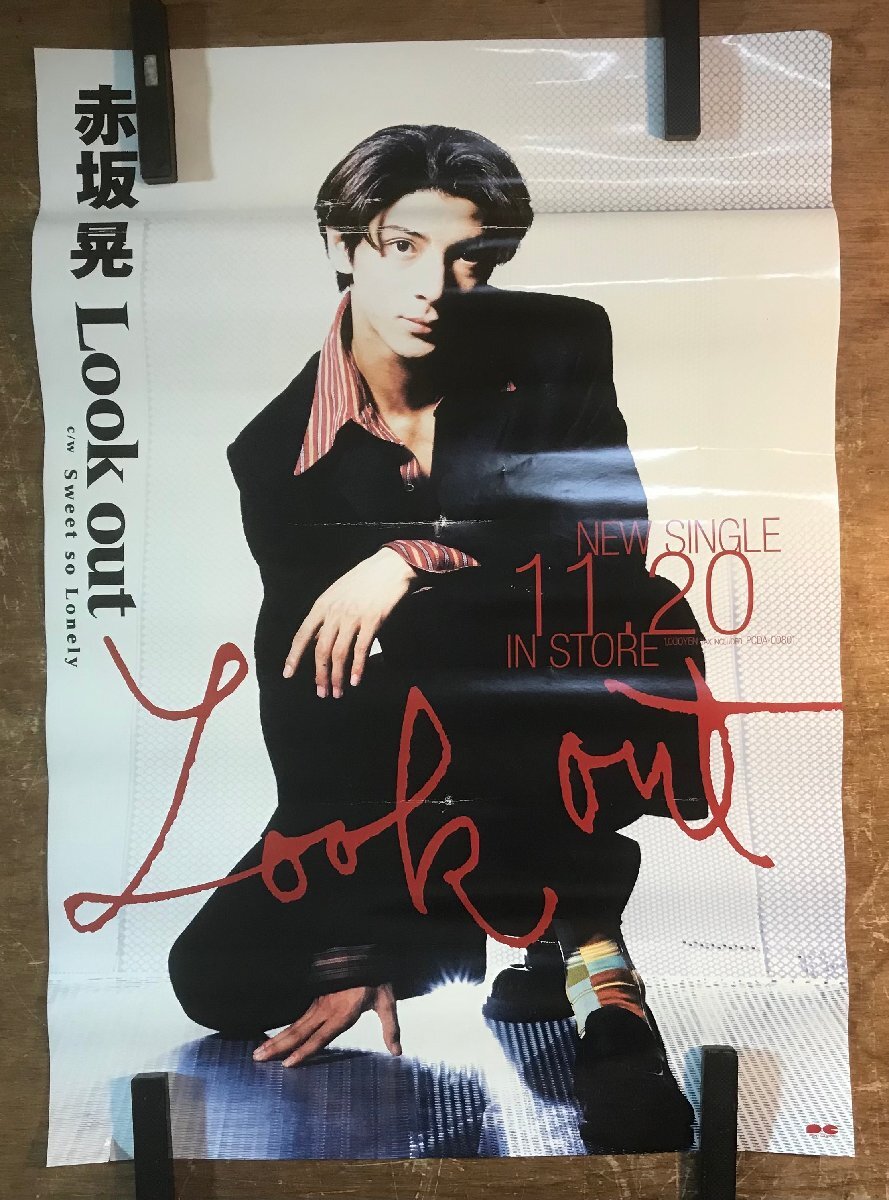 赤坂晃
Look out
c/w Sweet so Lonely
NEW SINGLE
11.20
IN STORE
Look out